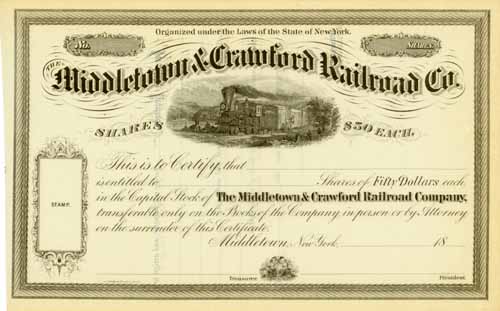 Organized under the Laws of the State of New York.
No.
SHARES
THE
Middletown & Crawford Railroad Co.
SHARES
$50 EACH.
This is to Certify, that
is entitled to Shares of Fifty Dollars each
in the Capital Stock of The Middletown & Crawford Railroad Company,
transferable only on the Books of the Company in person or by Attorney
on the surrender of this Certificate.
STAMP.
Middletown, New York, 18
Treasurer
President